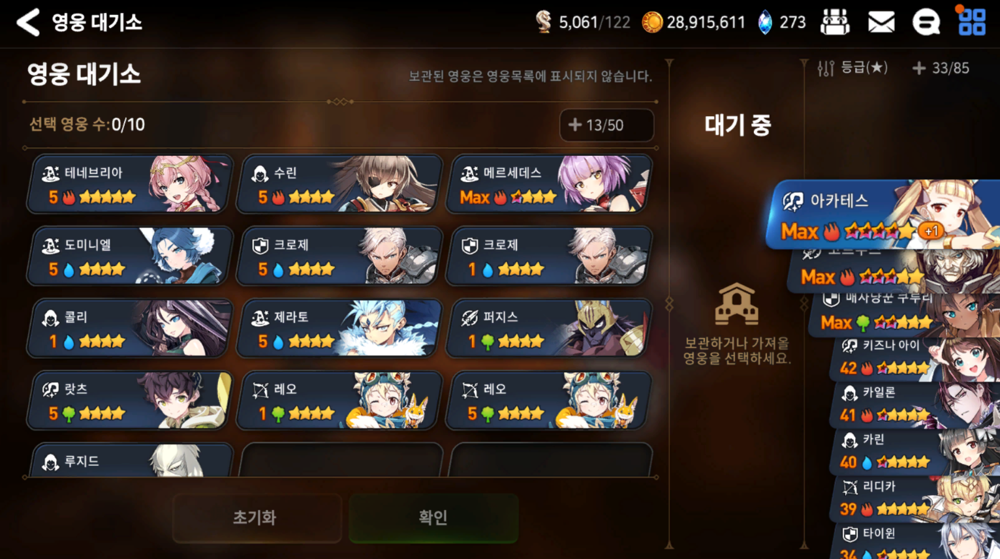 영웅 대기소
5,061/122
28,915,611
273
영웅 대기소
보관된 영웅은 영웅목록에 표시되지 않습니다.
선택 영웅 수:0/10
13/50
테네브리아
5
수린
5
메르세데스
Max
도미니엘
5
크로제
5
크로제
1
콜리
1
제라토
5
퍼지스
1
랏츠
5
레오
1
레오
5
루지드
초기화
확인
대기 중
보관하거나 가져올
영웅을 선택하세요.
등급(★)
33/85
아카테스
Max
+1
Max
매사냥꾼 쿠루리
Max
키즈나 아이
42
카일론
41
카린
40
리디카
39
타이윈
34